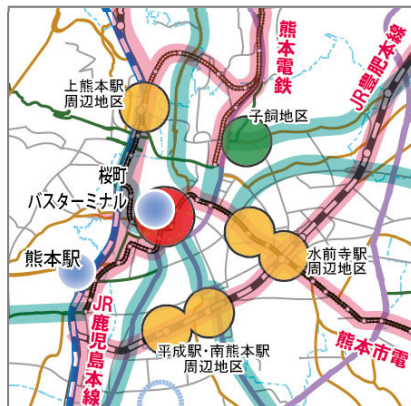 熊本電鉄
JR豊肥本線
上熊本駅
周辺地区
子飼地区
桜町
バスターミナル
熊本駅
水前寺駅
周辺地区
JR鹿児島本線
平成駅・南熊本駅
周辺地区
熊本市電